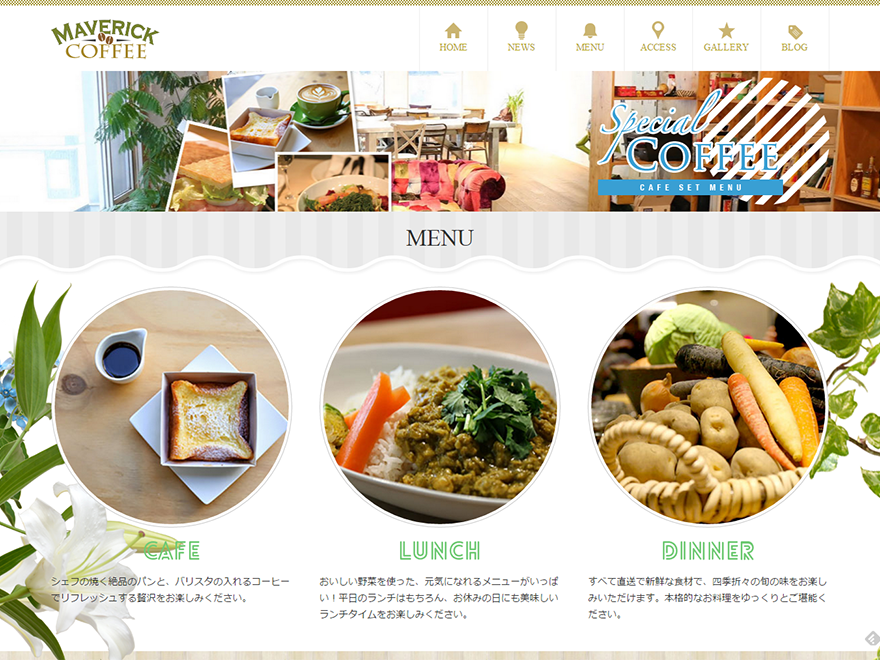 MAVERICK
COFFEE
HOME
NEWS
MENU
ACCESS
GALLERY
BLOG
Special
COFFEE
CAFE SET MENU
MENU
CAFE
シェフの焼く絶品のパンと、バリスタの入れるコーヒー
でリフレッシュする贅沢をお楽しみください。
LUNCH
おいしい野菜を使った、元気になれるメニューがいっぱ
い！平日のランチはもちろん、お休みの日にも美味しい
ランチタイムをお楽しみください。
DINNER
すべて直送で新鮮な食材で、四季折々の旬の味をお楽し
みいただけます。本格的なお料理をゆっくりとご堪能く
ださい。